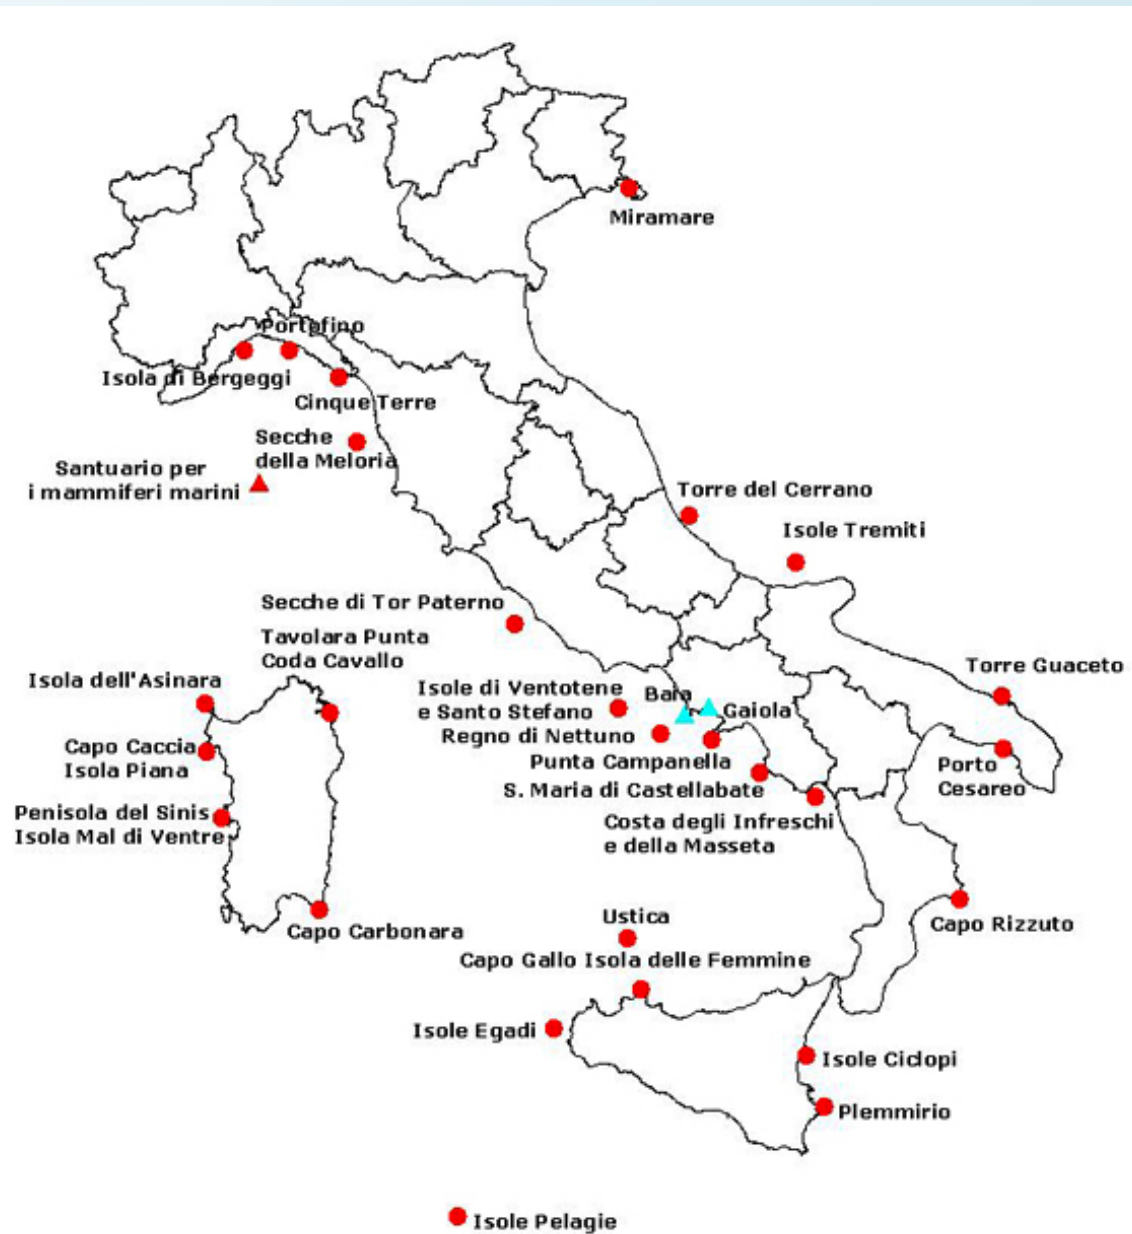 Miramare
Portofino
Isola di Bergeggi
Cinque Terre
Secche
della Meloria
Santuario per
i mammiferi marini
Torre del Cerrano
Isole Tremiti
Secche di Tor Paterno
Tavolara Punta
Coda Cavallo
Isola dell'Asinara
Torre Guaceto
Isole di Ventotene
e Santo Stefano
Baia
Gaiola
Regno di Nettuno
Capo Caccia
Isola Piana
Punta Campanella
Porto
Cesareo
S. Maria di Castellabate
Penisola del Sinis
Isola Mal di Ventre
Costa degli Infreschi
e della Masseta
Ustica
Capo Rizzuto
Capo Carbonara
Capo Gallo Isola delle Femmine
Isole Egadi
Isole Ciclopi
Plemmirio
Isole Pelagie